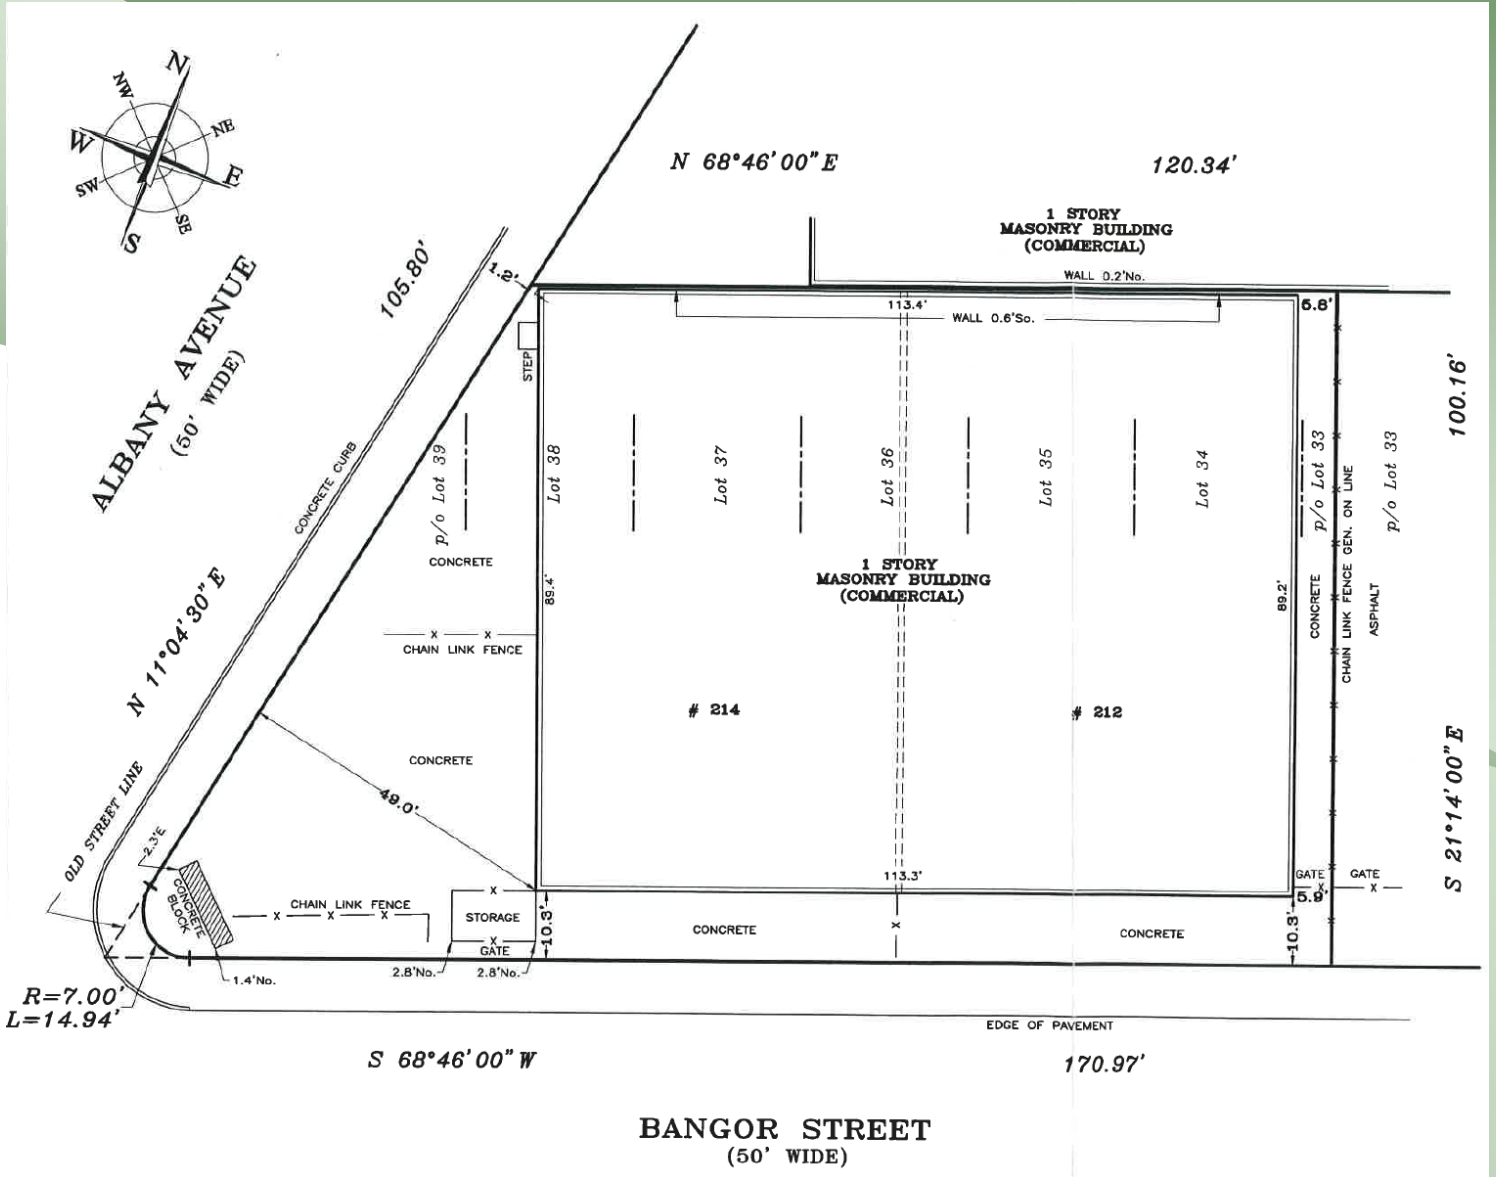 N
NW
NE
W
E
SW
SE
S
N 68°46'00" E
120.34'
1 STORY
MASONRY BUILDING
(COMMERCIAL)
WALL 0.2'No.
105.80'
1.2'
113.4'
5.8'
WALL 0.6'So.
STEP
ALBANY AVENUE
(50' WIDE)
100.16'
CONCRETE CURB
p/o Lot 39
Lot 38
Lot 37
Lot 36
Lot 35
Lot 34
p/o Lot 33
p/o Lot 33
CONCRETE
1 STORY
MASONRY BUILDING
(COMMERCIAL)
89.4'
89.2'
CONCRETE
CHAIN LINK FENCE GEN. ON LINE
ASPHALT
N 11°04'30" E
CHAIN LINK FENCE
# 214
# 212
CONCRETE
49.0'
S 21°14'00" E
OLD STREET LINE
2.3'E
CONCRETE
BLOCK
CHAIN LINK FENCE
STORAGE
GATE
113.3'
GATE
GATE
5.9'
10.3'
CONCRETE
CONCRETE
10.3'
1.4'No.
2.8'No.
2.8'No.
R=7.00'
L=14.94'
EDGE OF PAVEMENT
S 68°46'00" W
170.97'
BANGOR STREET
(50' WIDE)